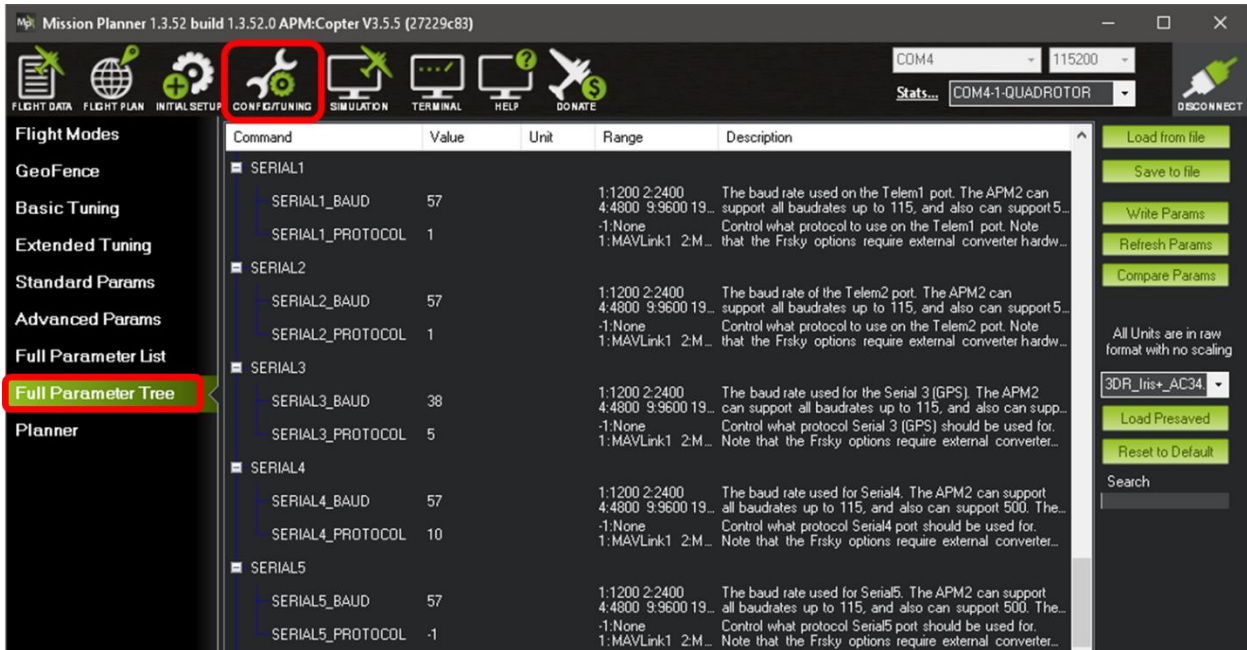 Mission Planner 1.3.52 build 1.3.52.0 APM:Copter V3.5.5 (27229c83)
FLIGHT DATA FLIGHT PLAN INITIAL SETUP CONFIG/TUNING SIMULATION TERMINAL HELP DONATE
COM4 115200
Stats... COM4-1-QUADROTOR
DISCONNECT
Flight Modes
GeoFence
Basic Tuning
Extended Tuning
Standard Params
Advanced Params
Full Parameter List
Full Parameter Tree
Planner
Command Value Unit Range Description
SERIAL1
SERIAL1_BAUD 57 1:1200 2:2400 The baud rate used on the Telem1 port. The APM2 can
4:4800 9:9600 19... support all baudrates up to 115, and also can support 5...
SERIAL1_PROTOCOL 1 -1:None Control what protocol to use on the Telem1 port. Note
1:MAVLink1 2:M... that the Frsky options require external converter hardw...
SERIAL2
SERIAL2_BAUD 57 1:1200 2:2400 The baud rate of the Telem2 port. The APM2 can
4:4800 9:9600 19... support all baudrates up to 115, and also can support 5...
SERIAL2_PROTOCOL 1 -1:None Control what protocol to use on the Telem2 port. Note
1:MAVLink1 2:M... that the Frsky options require external converter hardw...
SERIAL3
SERIAL3_BAUD 38 1:1200 2:2400 The baud rate used for the Serial 3 (GPS). The APM2
4:4800 9:9600 19... can support all baudrates up to 115, and also can supp...
SERIAL3_PROTOCOL 5 -1:None Control what protocol Serial 3 (GPS) should be used for.
1:MAVLink1 2:M... Note that the Frsky options require external converter...
SERIAL4
SERIAL4_BAUD 57 1:1200 2:2400 The baud rate used for Serial4. The APM2 can support
4:4800 9:9600 19... all baudrates up to 115, and also can support 500. The...
SERIAL4_PROTOCOL 10 -1:None Control what protocol Serial4 port should be used for.
1:MAVLink1 2:M... Note that the Frsky options require external converter...
SERIAL5
SERIAL5_BAUD 57 1:1200 2:2400 The baud rate used for Serial5. The APM2 can support
4:4800 9:9600 19... all baudrates up to 115, and also can support 500. The...
SERIAL5_PROTOCOL -1 -1:None Control what protocol Serial5 port should be used for.
1:MAVLink1 2:M... Note that the Frsky options require external converter...
Load from file
Save to file
Write Params
Refresh Params
Compare Params
All Units are in raw
format with no scaling
3DR_Iris+_AC34.
Load Presaved
Reset to Default
Search